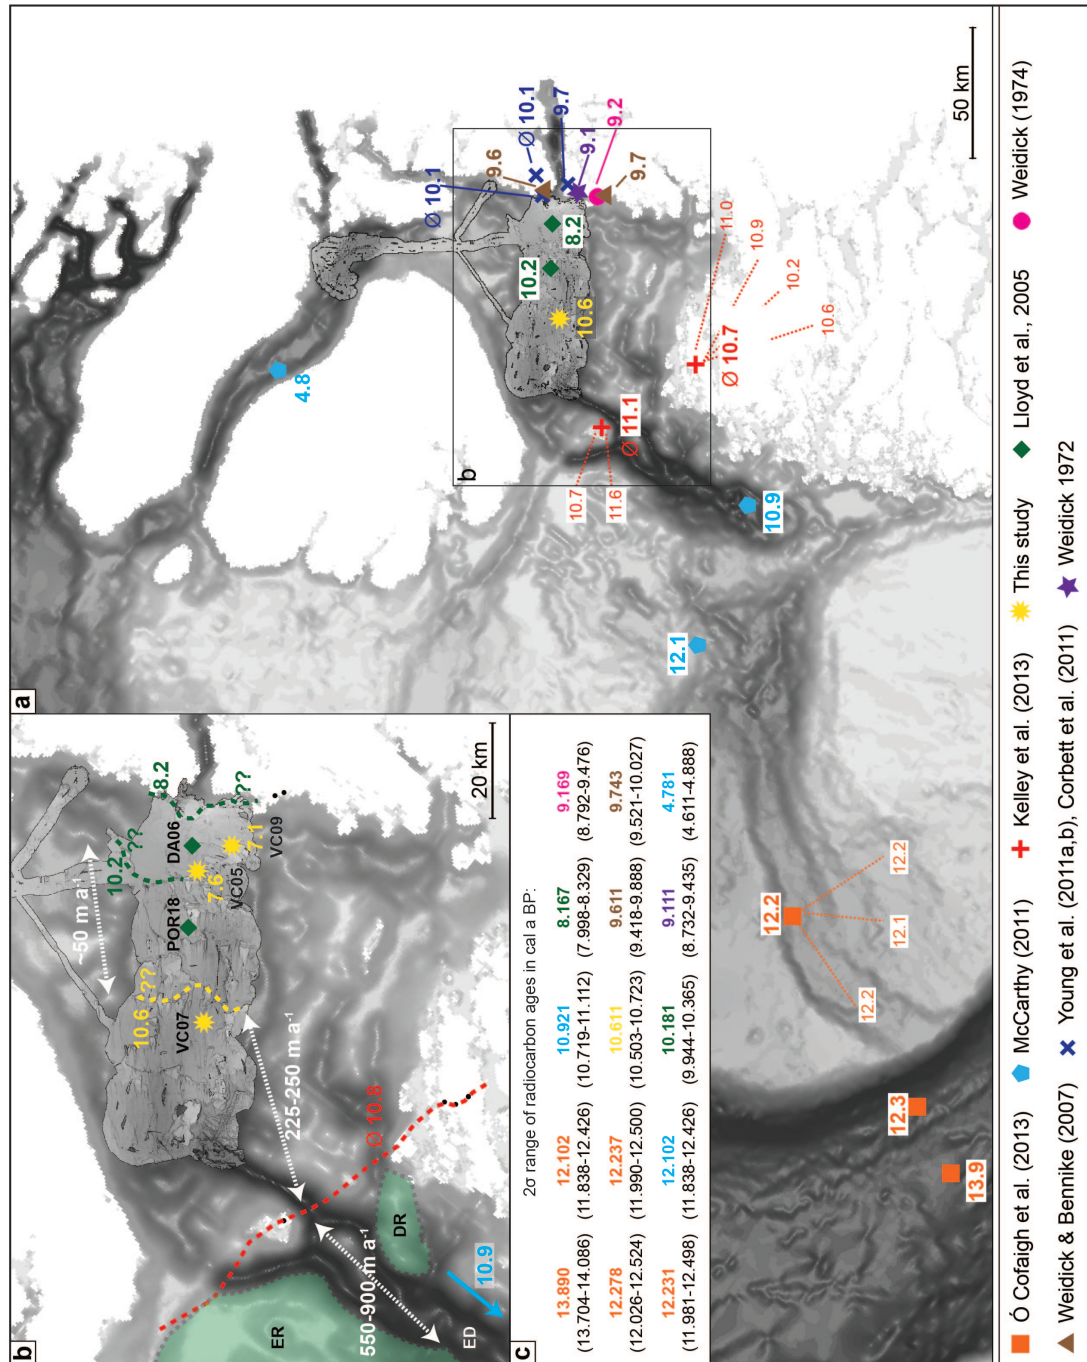 a
4.8
Ø 10.1
9.6
Ø 10.1
9.7
9.1
9.2
9.7
8.2
10.2
10.6
b
Ø 11.1
10.7
11.6
Ø 10.7
11.0
10.9
10.2
10.6
10.9
12.1
12.2
12.2
12.1
12.2
12.3
13.9
50 km
b
~50 m a-1
10.2
??
8.2
??
DA06
7.1
VC09
7.6
VC05
POR18
10.6
??
VC07
225-250 m a-1
Ø 10.8
550-900 m a-1
ER
DR
ED
10.9
20 km
c
2σ range of radiocarbon ages in cal a BP:
13.890 12.102 10.921 8.167 9.169
(13.704-14.086) (11.838-12.426) (10.719-11.112) (7.998-8.329) (8.792-9.476)
12.278 12.237 10.611 9.611 9.743
(12.026-12.524) (11.990-12.500) (10.503-10.723) (9.418-9.888) (9.521-10.027)
12.231 12.102 10.181 9.111 4.781
(11.981-12.498) (11.838-12.426) (9.944-10.365) (8.732-9.435) (4.611-4.888)
Ó Cofaigh et al. (2013) McCarthy (2011) Kelley et al. (2013) This study Lloyd et al., 2005 Weidick (1974)
Weidick & Bennike (2007) Young et al. (2011a,b), Corbett et al. (2011) Weidick 1972